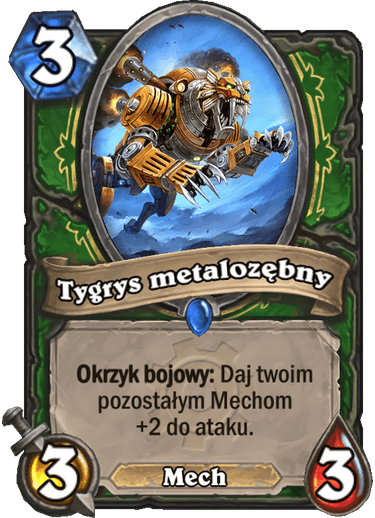 3
Tygrys metalozębny
Okrzyk bojowy: Daj twoim
pozostałym Mechom
+2 do ataku.
3
Mech
3